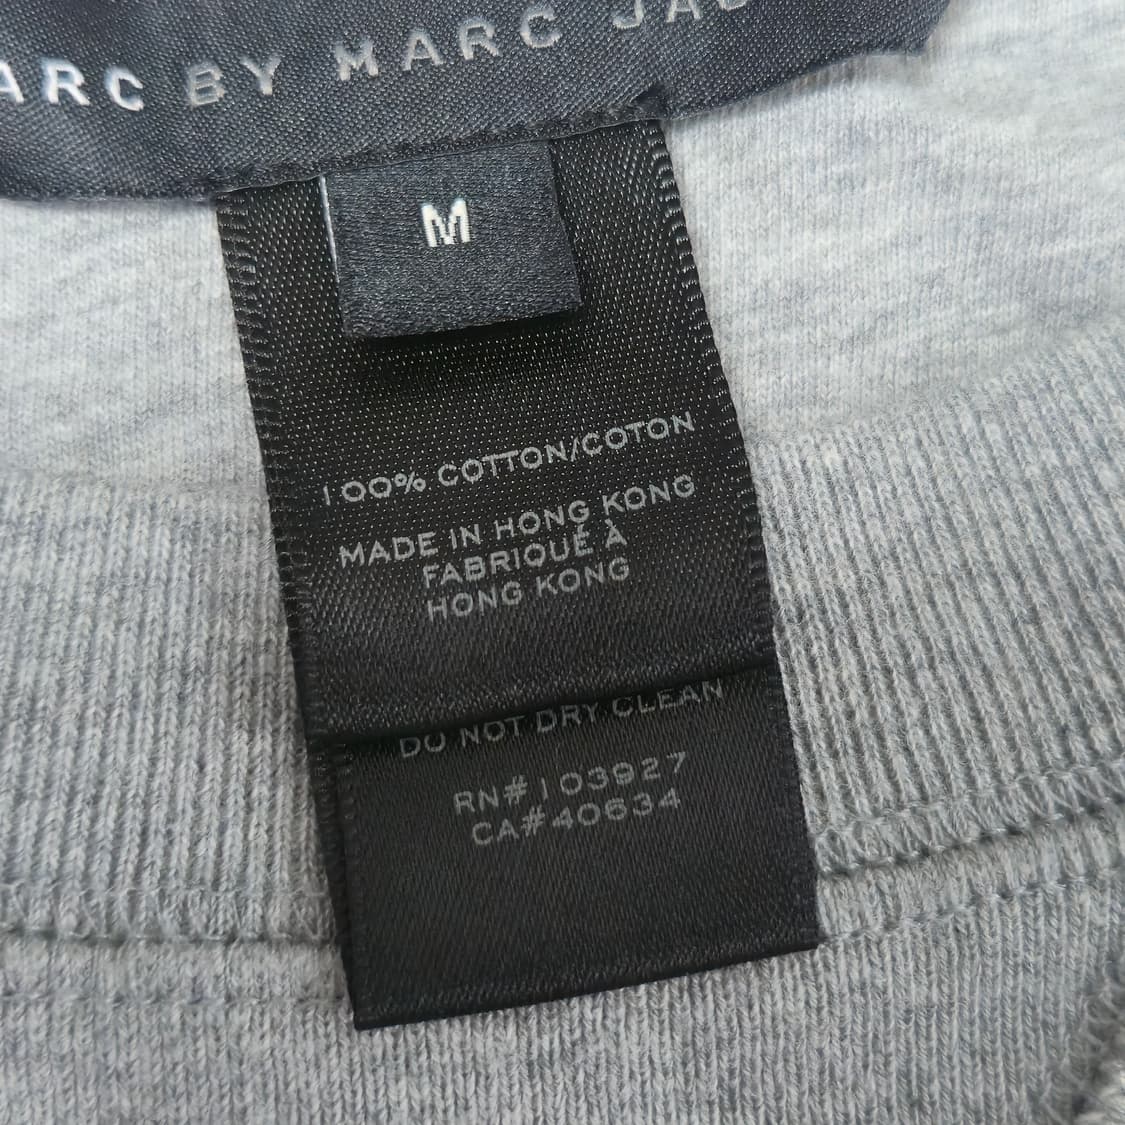 ARC BY MARC JAC
M
100% COTTON/COTON
MADE IN HONG KONG
FABRIQUÉ À
HONG KONG
DO NOT DRY CLEAN
RN#103927
CA#40634